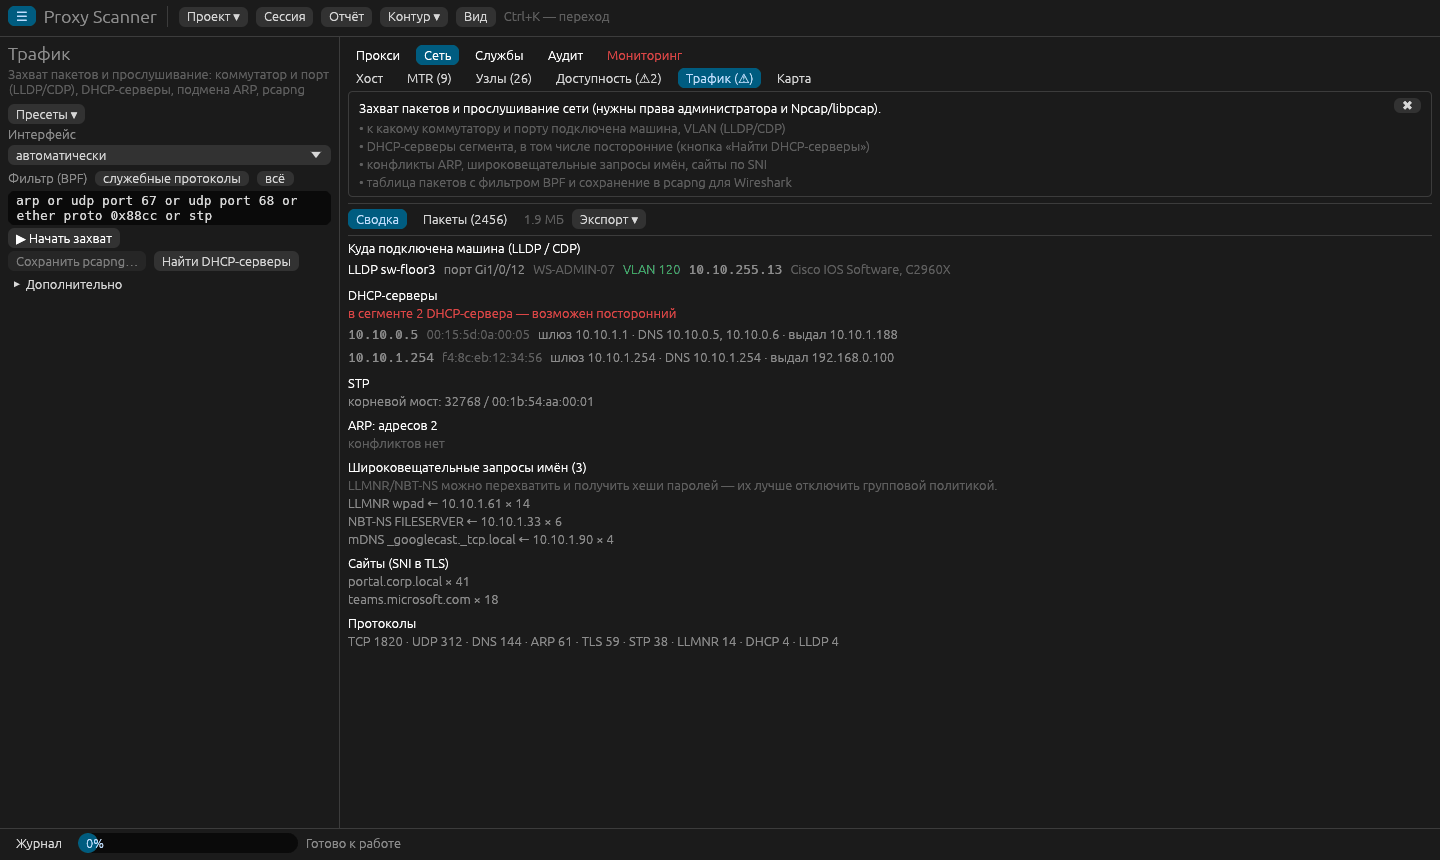 ☰ Proxy Scanner Проект ▾ Сессия Отчёт Контур ▾ Вид Ctrl+K — переход
Трафик
Захват пакетов и прослушивание: коммутатор и порт
(LLDP/CDP), DHCP-серверы, подмена ARP, pcapng
Пресеты ▾
Интерфейс
автоматически
Фильтр (BPF) служебные протоколы всё
arp or udp port 67 or udp port 68 or
ether proto 0x88cc or stp
▶ Начать захват
Сохранить pcapng… Найти DHCP-серверы
▸ Дополнительно
Прокси Сеть Службы Аудит Мониторинг
Хост MTR (9) Узлы (26) Доступность (⚠2) Трафик (⚠) Карта
Захват пакетов и прослушивание сети (нужны права администратора и Npcap/libpcap). ✖
• к какому коммутатору и порту подключена машина, VLAN (LLDP/CDP)
• DHCP-серверы сегмента, в том числе посторонние (кнопка «Найти DHCP-серверы»)
• конфликты ARP, широковещательные запросы имён, сайты по SNI
• таблица пакетов с фильтром BPF и сохранение в pcapng для Wireshark
Сводка Пакеты (2456) 1.9 МБ Экспорт ▾
Куда подключена машина (LLDP / CDP)
LLDP sw-floor3 порт Gi1/0/12 WS-ADMIN-07 VLAN 120 10.10.255.13 Cisco IOS Software, C2960X
DHCP-серверы
в сегменте 2 DHCP-сервера — возможен посторонний
10.10.0.5 00:15:5d:0a:00:05 шлюз 10.10.1.1 · DNS 10.10.0.5, 10.10.0.6 · выдал 10.10.1.188
10.10.1.254 f4:8c:eb:12:34:56 шлюз 10.10.1.254 · DNS 10.10.1.254 · выдал 192.168.0.100
STP
корневой мост: 32768 / 00:1b:54:aa:00:01
ARP: адресов 2
конфликтов нет
Широковещательные запросы имён (3)
LLMNR/NBT-NS можно перехватить и получить хеши паролей — их лучше отключить групповой политикой.
LLMNR wpad ← 10.10.1.61 × 14
NBT-NS FILESERVER ← 10.10.1.33 × 6
mDNS _googlecast._tcp.local ← 10.10.1.90 × 4
Сайты (SNI в TLS)
portal.corp.local × 41
teams.microsoft.com × 18
Протоколы
TCP 1820 · UDP 312 · DNS 144 · ARP 61 · TLS 59 · STP 38 · LLMNR 14 · DHCP 4 · LLDP 4
Журнал 0% Готово к работе